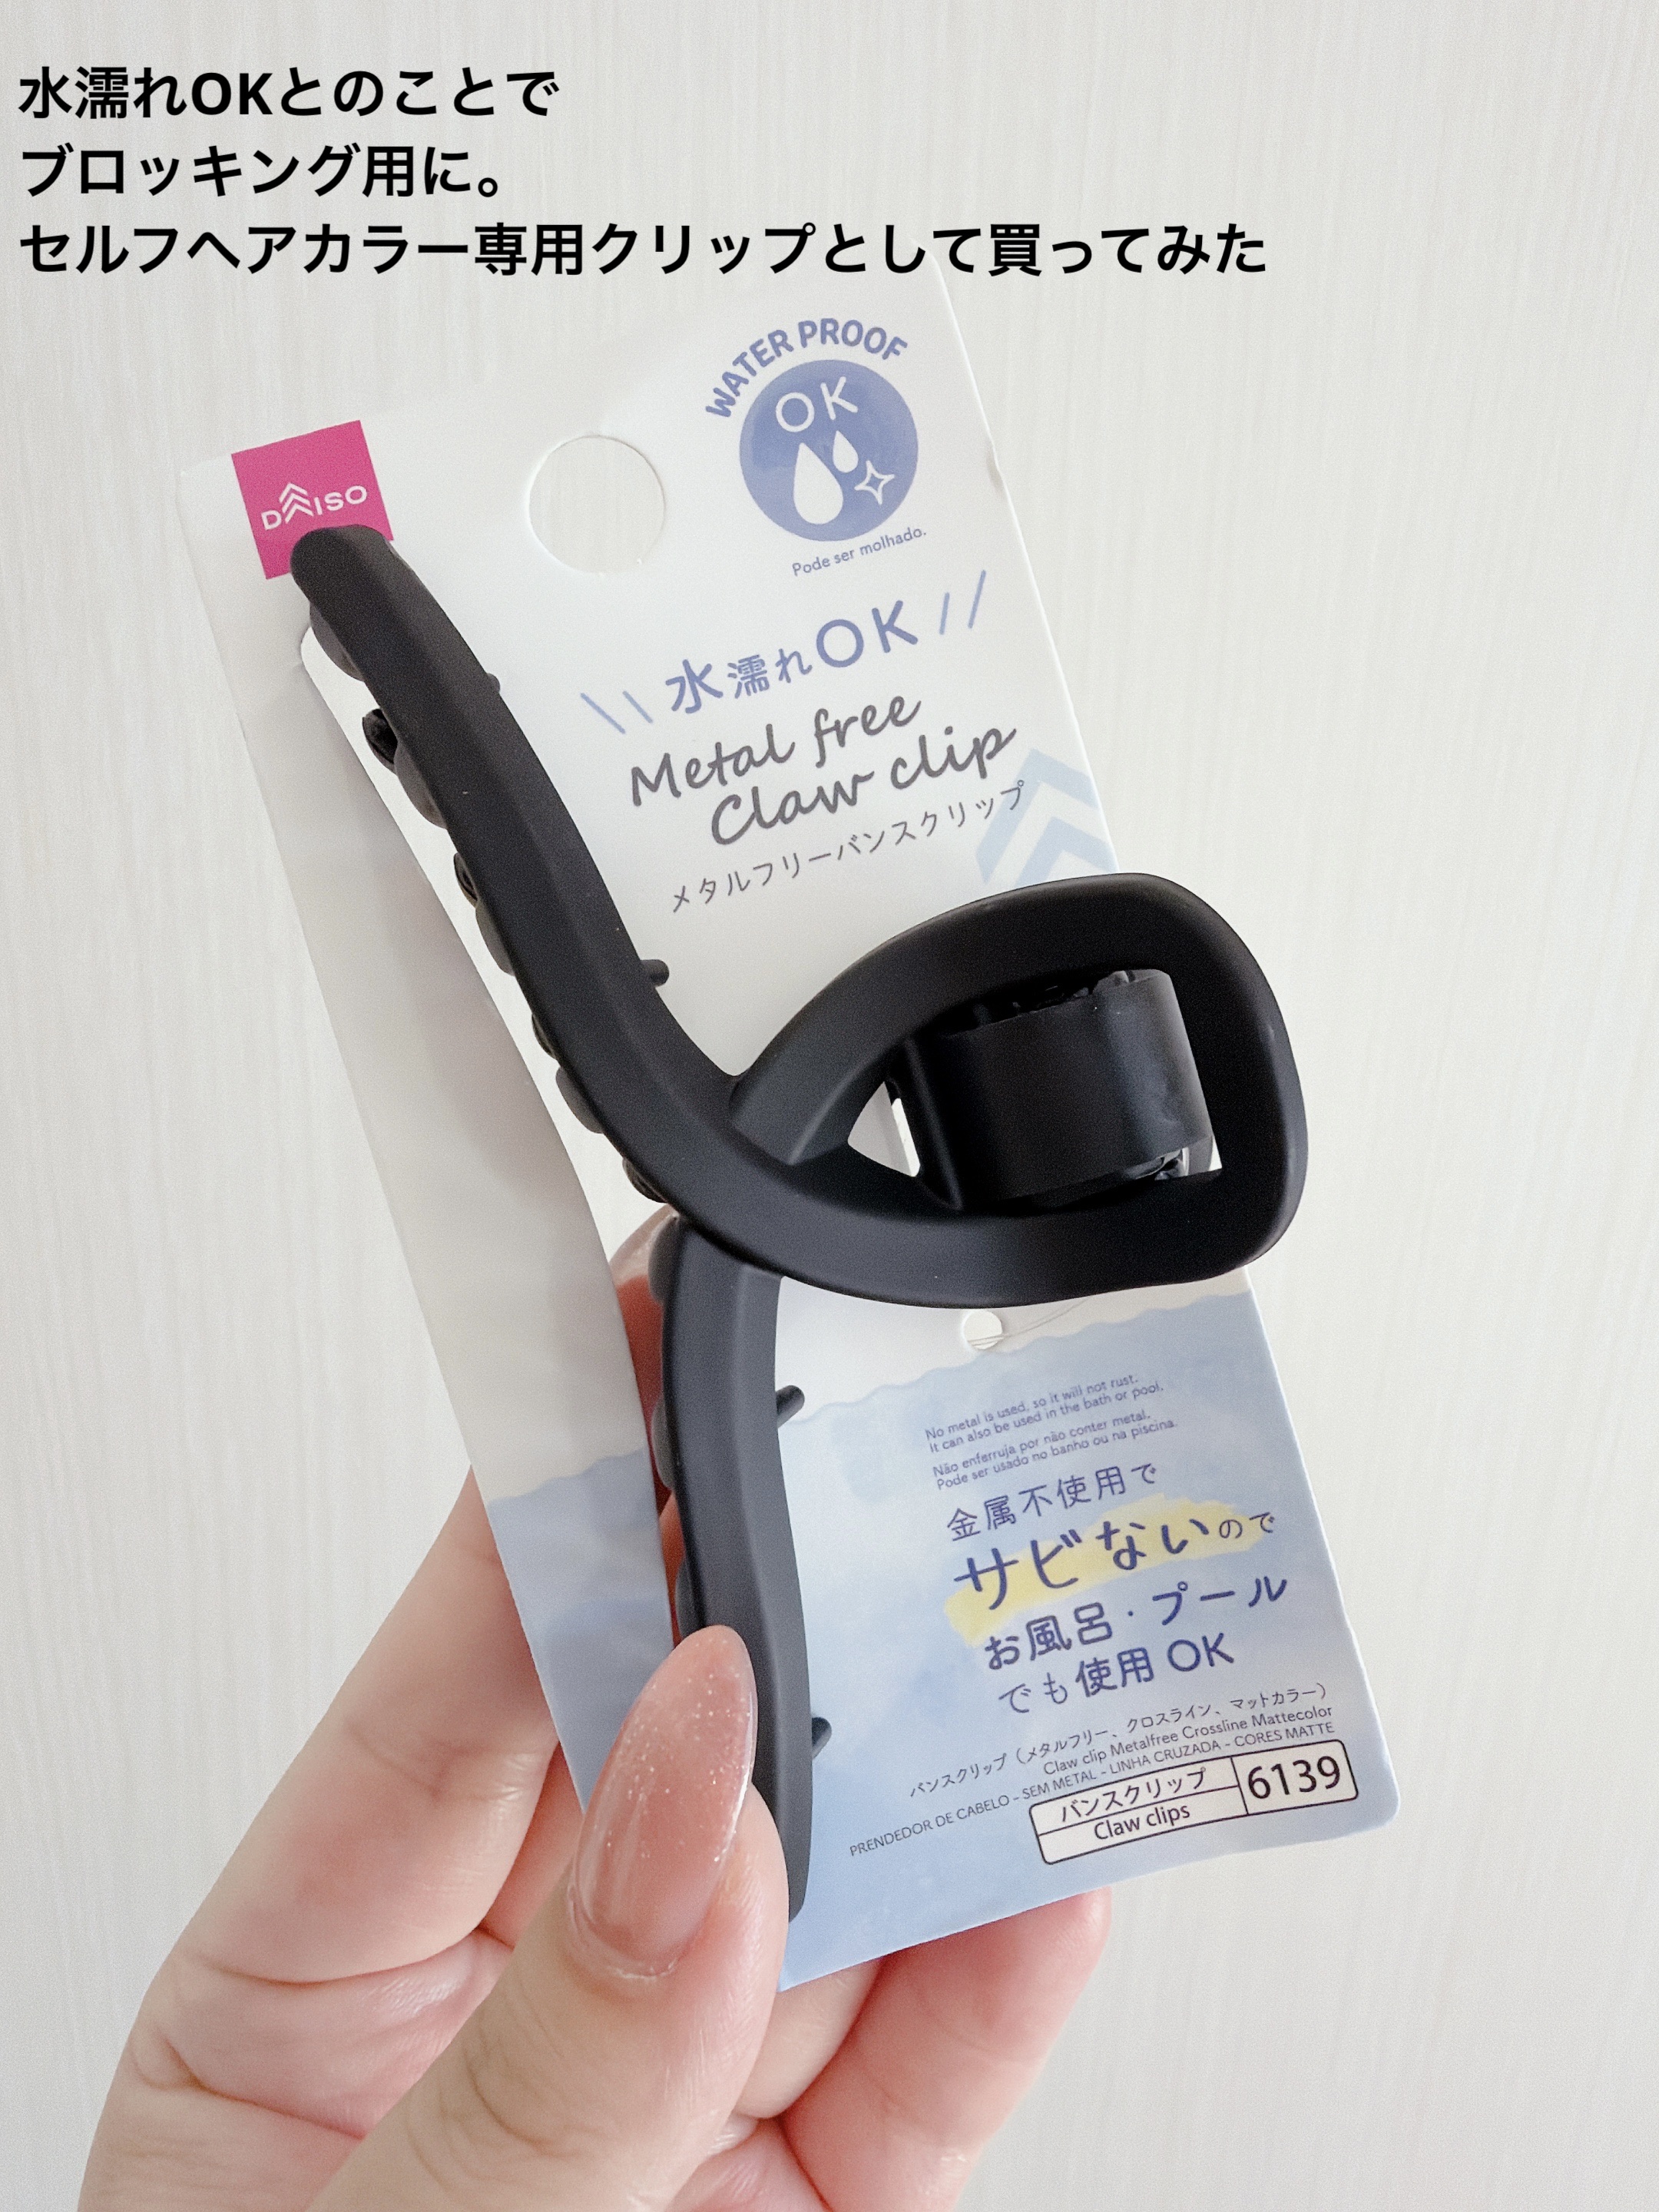 水濡れOKとのことで
ブロッキング用に。
セルフヘアカラー専用クリップとして買ってみた
WATER PROOF
OK
Pode ser molhado.
DAISO
水濡れOK
Metal free
Claw clip
メタルフリーバンスクリップ
No metal is used, so it will not rust.
It can also be used in the bath or pool.
Não enferruja por não conter metal.
Pode ser usado no banho ou na piscina.
金属不使用で
サビないので
お風呂・プール
でも使用 OK
バンスクリップ（メタルフリー、クロスライン、マットカラー）
Claw clip Metalfree Crossline Mattecolor
PRENDEDOR DE CABELO - SEM METAL - LINHA CRUZADA - CORES MATTE
バンスクリップ 6139
Claw clips